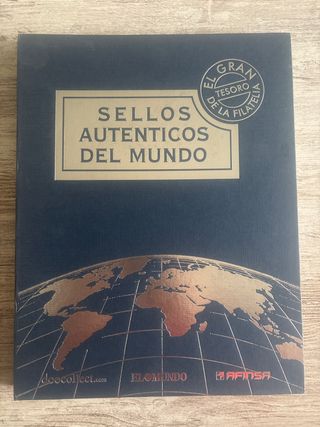 EL GRAN
TESORO
DE LA FILATELIA
SELLOS
AUTENTICOS
DEL MUNDO
EL MUNDO
AFINSA